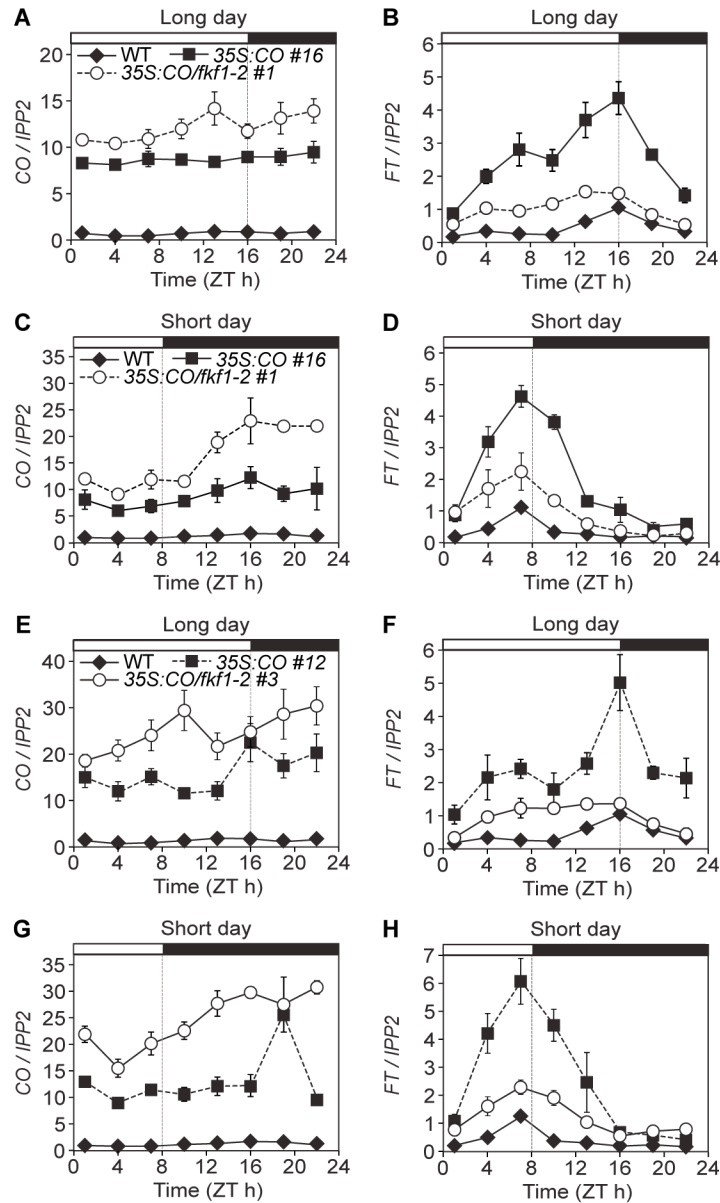 A
Long day
25
20
15
10
5
0
CO / IPP2
WT 35S:CO #16
35S:CO/fkf1-2 #1
0 4 8 12 16 20 24
Time (ZT h)
B
Long day
6
5
4
3
2
1
0
FT / IPP2
0 4 8 12 16 20 24
Time (ZT h)
C
Short day
35
30
25
20
15
10
5
0
CO / IPP2
WT 35S:CO #16
35S:CO/fkf1-2 #1
0 4 8 12 16 20 24
Time (ZT h)
D
Short day
6
5
4
3
2
1
0
FT / IPP2
0 4 8 12 16 20 24
Time (ZT h)
E
Long day
40
30
20
10
0
CO / IPP2
WT 35S:CO #12
35S:CO/fkf1-2 #3
0 4 8 12 16 20 24
Time (ZT h)
F
Long day
6
5
4
3
2
1
0
FT / IPP2
0 4 8 12 16 20 24
Time (ZT h)
G
Short day
35
30
25
20
15
10
5
0
CO / IPP2
0 4 8 12 16 20 24
Time (ZT h)
H
Short day
7
6
5
4
3
2
1
0
FT / IPP2
0 4 8 12 16 20 24
Time (ZT h)